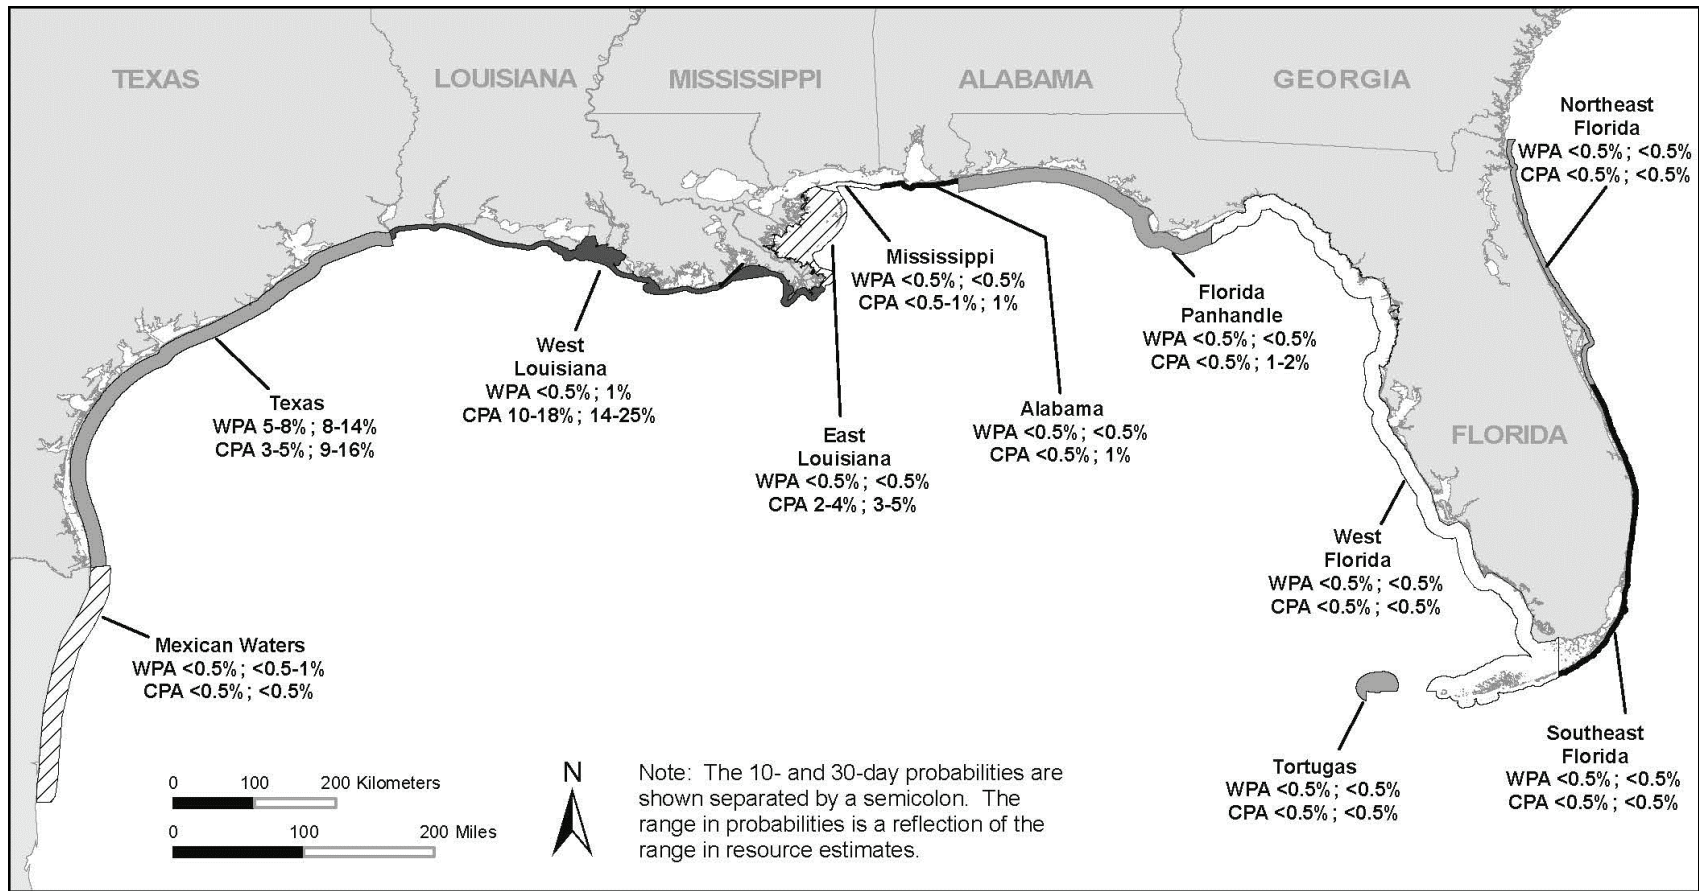 TEXAS
LOUISIANA
MISSISSIPPI
ALABAMA
GEORGIA
Northeast
Florida
WPA <0.5%; <0.5%
CPA <0.5%; <0.5%
Mississippi
WPA <0.5%; <0.5%
CPA <0.5-1%; 1%
Florida
Panhandle
WPA <0.5%; <0.5%
CPA <0.5%; 1-2%
West
Louisiana
WPA <0.5%; 1%
CPA 10-18%; 14-25%
Texas
WPA 5-8%; 8-14%
CPA 3-5%; 9-16%
Alabama
WPA <0.5%; <0.5%
CPA <0.5%; 1%
East
Louisiana
WPA <0.5%; <0.5%
CPA 2-4%; 3-5%
FLORIDA
West
Florida
WPA <0.5%; <0.5%
CPA <0.5%; <0.5%
Mexican Waters
WPA <0.5%; <0.5-1%
CPA <0.5%; <0.5%
Southeast
Florida
WPA <0.5%; <0.5%
CPA <0.5%; <0.5%
Tortugas
WPA <0.5%; <0.5%
CPA <0.5%; <0.5%
0 100 200 Kilometers
0 100 200 Miles
N
Note: The 10- and 30-day probabilities are
shown separated by a semicolon. The
range in probabilities is a reflection of the
range in resource estimates.